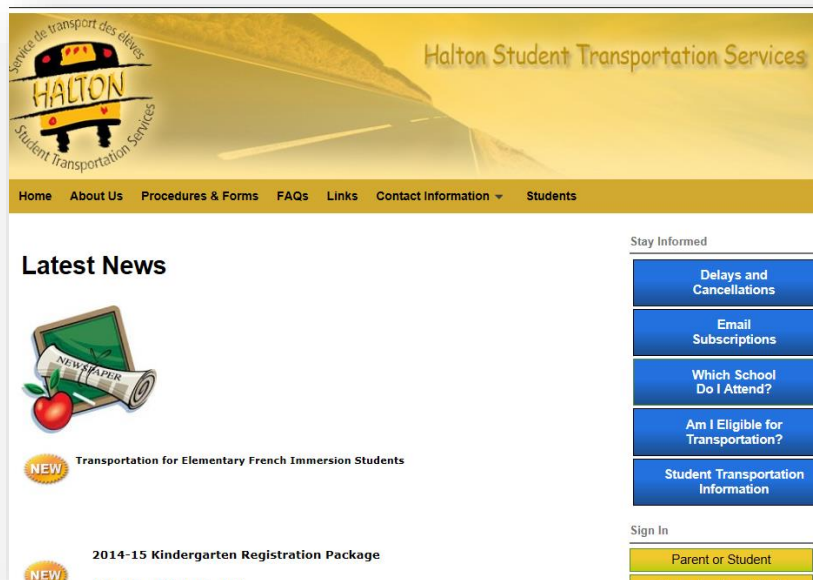 Service de transport des élèves
HALTON
Student Transportation Services
Halton Student Transportation Services
Home About Us Procedures & Forms FAQs Links Contact Information Students
Latest News
NEWSPAPER
NEW
Transportation for Elementary French Immersion Students
2014-15 Kindergarten Registration Package
NEW
Stay Informed
Delays and
Cancellations
Email
Subscriptions
Which School
Do I Attend?
Am I Eligible for
Transportation?
Student Transportation
Information
Sign In
Parent or Student